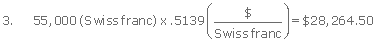 3. 55,000 (Swiss franc) x .5139 ($ / Swiss franc) = $28,264.50